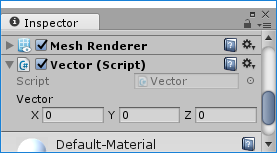 Inspector
Mesh Renderer
Vector (Script)
Script Vector
Vector
X 0 Y 0 Z 0
Default-Material